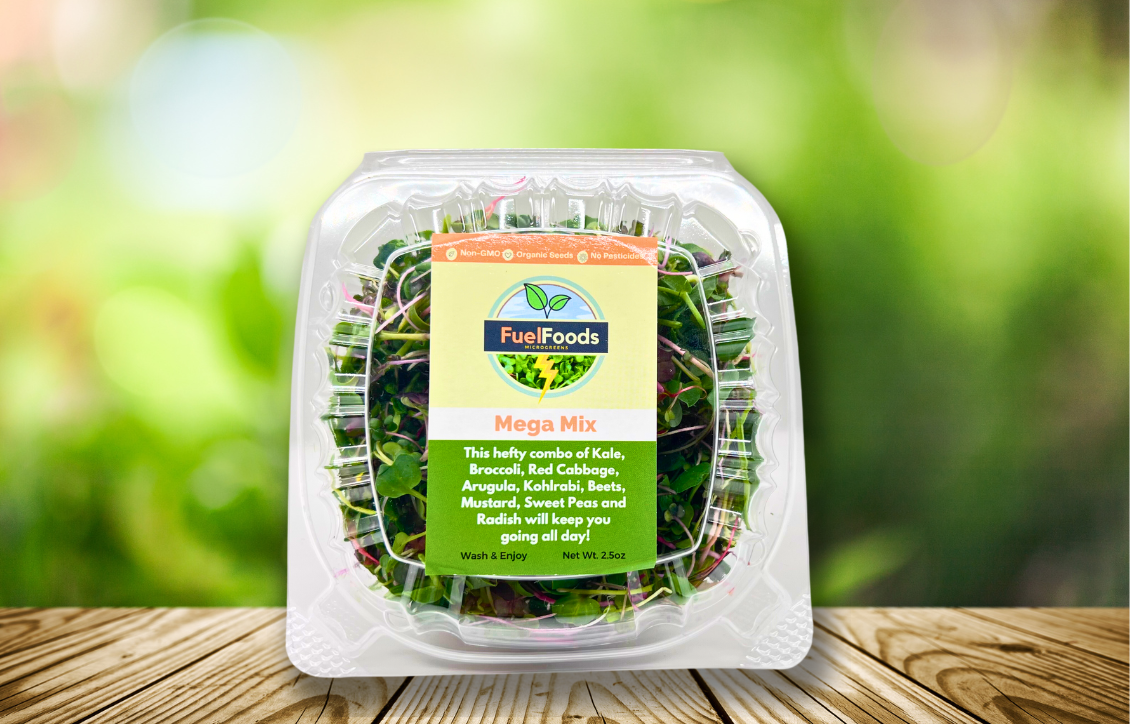 Non-GMO Organic Seeds No Pesticides
FuelFoods
MICROGREENS
Mega Mix
This hefty combo of Kale,
Broccoli, Red Cabbage,
Arugula, Kohlrabi, Beets,
Mustard, Sweet Peas and
Radish will keep you
going all day!
Wash & Enjoy Net Wt. 2.5oz